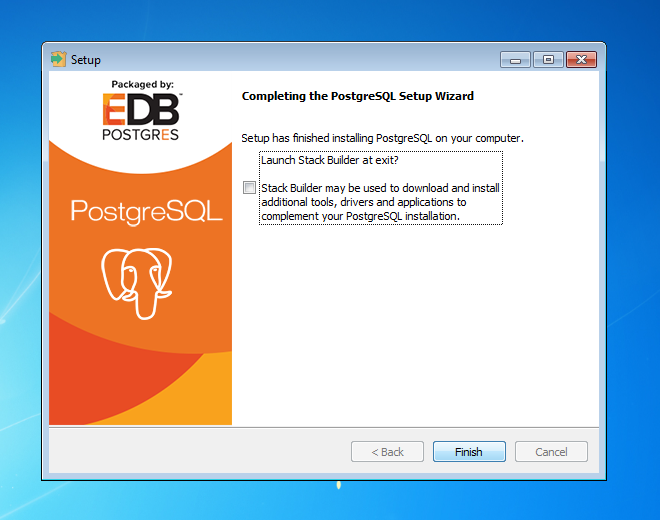 Setup
Packaged by:
EDB™
POSTGRES
PostgreSQL
Completing the PostgreSQL Setup Wizard
Setup has finished installing PostgreSQL on your computer.
Launch Stack Builder at exit?
Stack Builder may be used to download and install
additional tools, drivers and applications to
complement your PostgreSQL installation.
< Back
Finish
Cancel